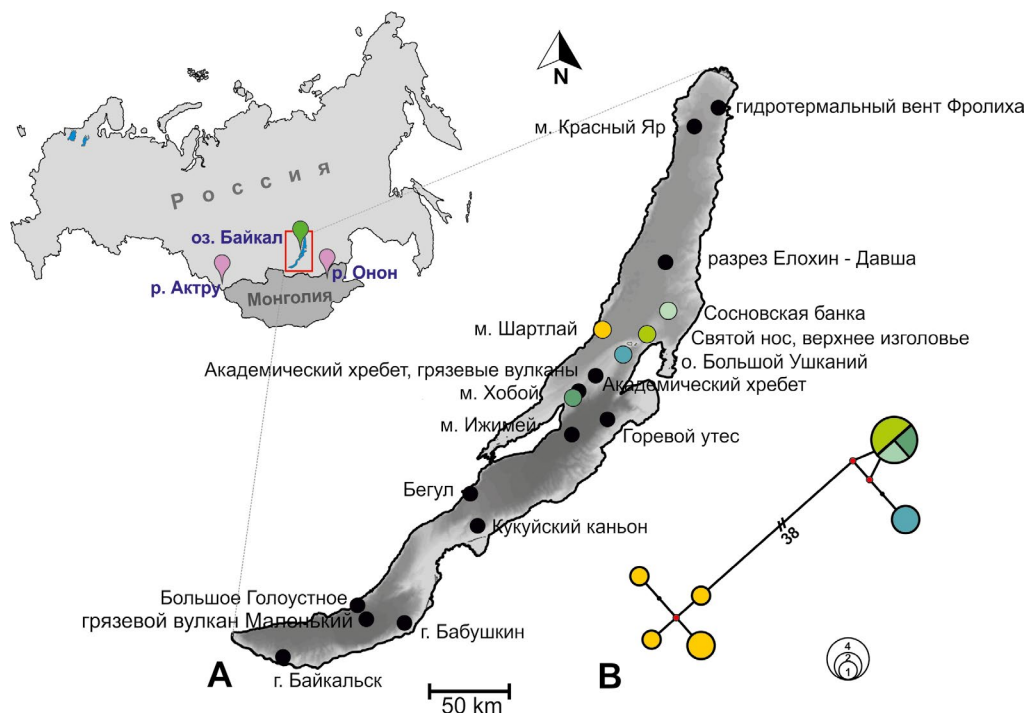 N
гидротермальный вент Фролиха
м. Красный Яр
Россия
оз. Байкал
р. Онон
р. Актру
Монголия
разрез Елохин - Давша
Сосновская банка
м. Шартлай
Святой нос, верхнее изголовье
о. Большой Ушканий
Академический хребет, грязевые вулканы
Академический хребет
м. Хобой
м. Ижимей
Горевой утес
Бегул
Кукуйский каньон
38
Большое Голоустное
грязевой вулкан Маленький
г. Бабушкин
A
B
г. Байкальск
50 км
4
2
1